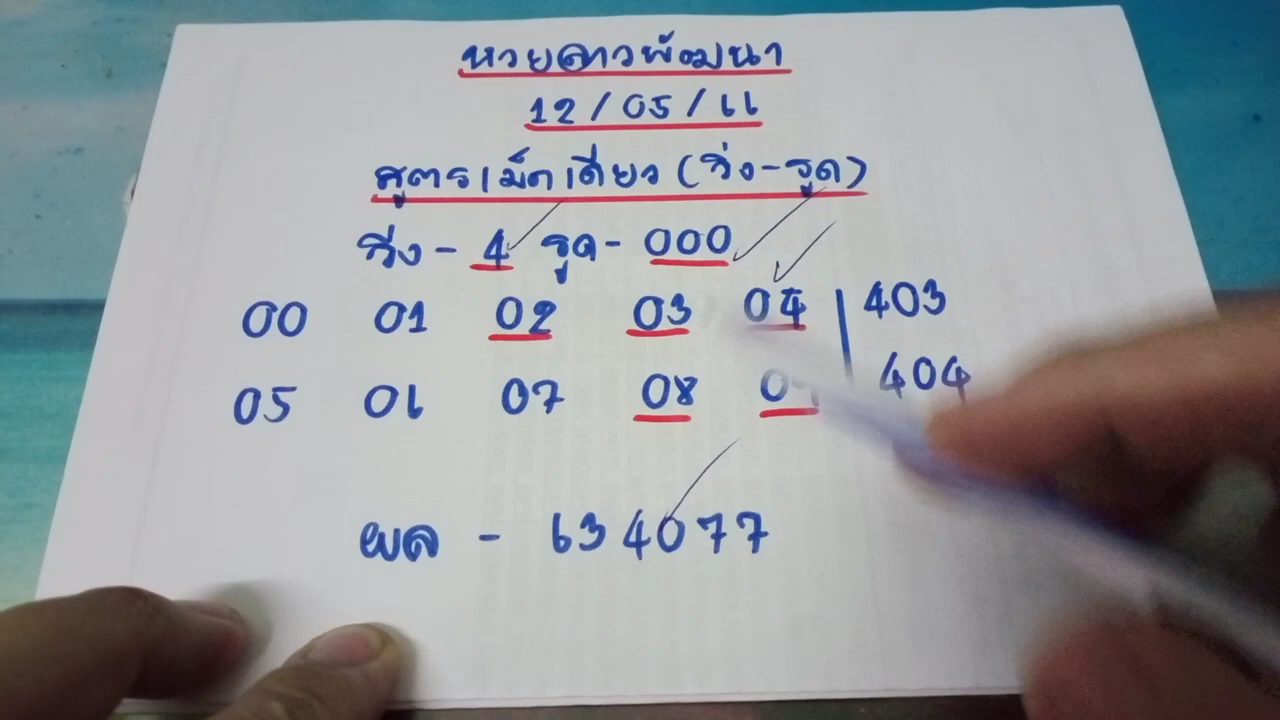 หวยลาวพัฒนา
12/05/66
สูตรเม็ดเดียว(วิ่ง-รูด)
วิ่ง - 4 รูด - 000
00 01 02 03 04 | 403
05 06 07 08 09 | 404
ผล - 634077